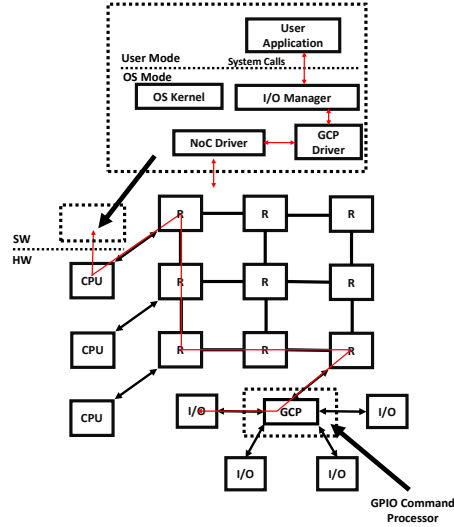 User
Application
User Mode
System Calls
OS Mode
OS Kernel
I/O Manager
NoC Driver
GCP
Driver
R
R
R
SW
HW
CPU
R
R
R
CPU
R
R
R
CPU
I/O
GCP
I/O
I/O
I/O
GPIO Command
Processor